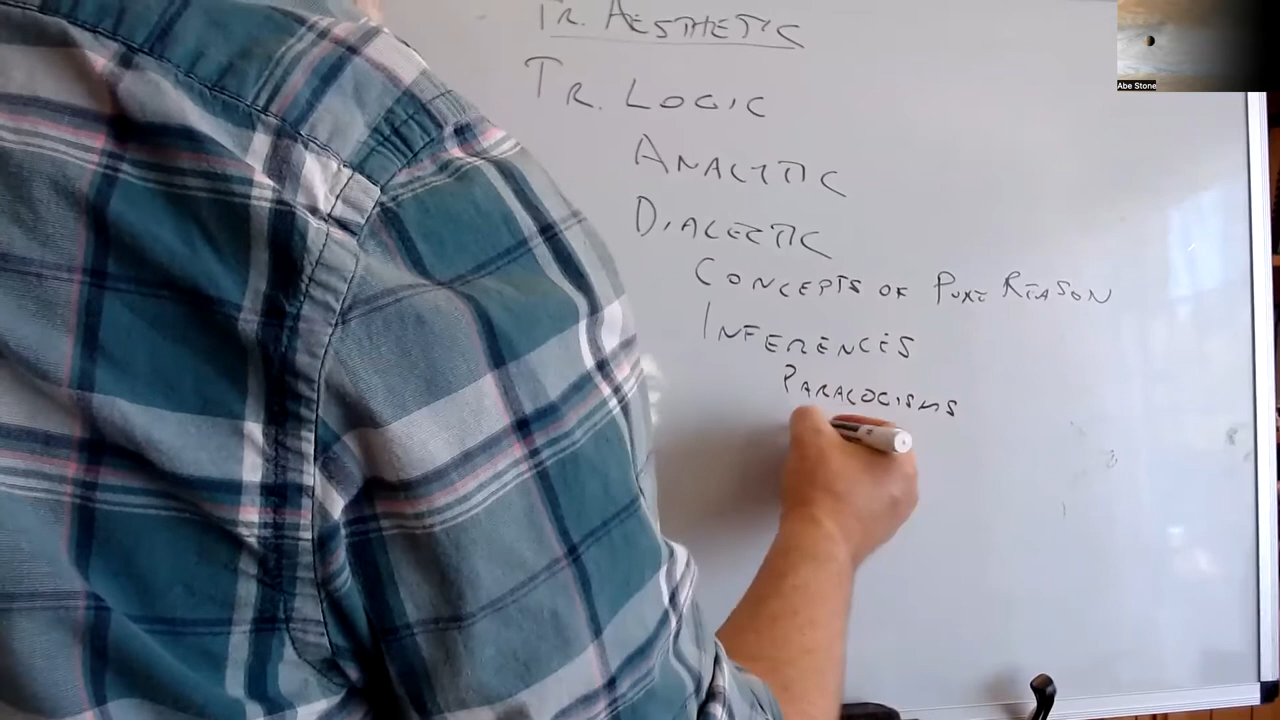 TR. AESTHETIC
TR. LOGIC
ANALYTIC
DIALECTIC
CONCEPTS OF PURE REASON
INFERENCES
PARALOGISMS
Abe Stone